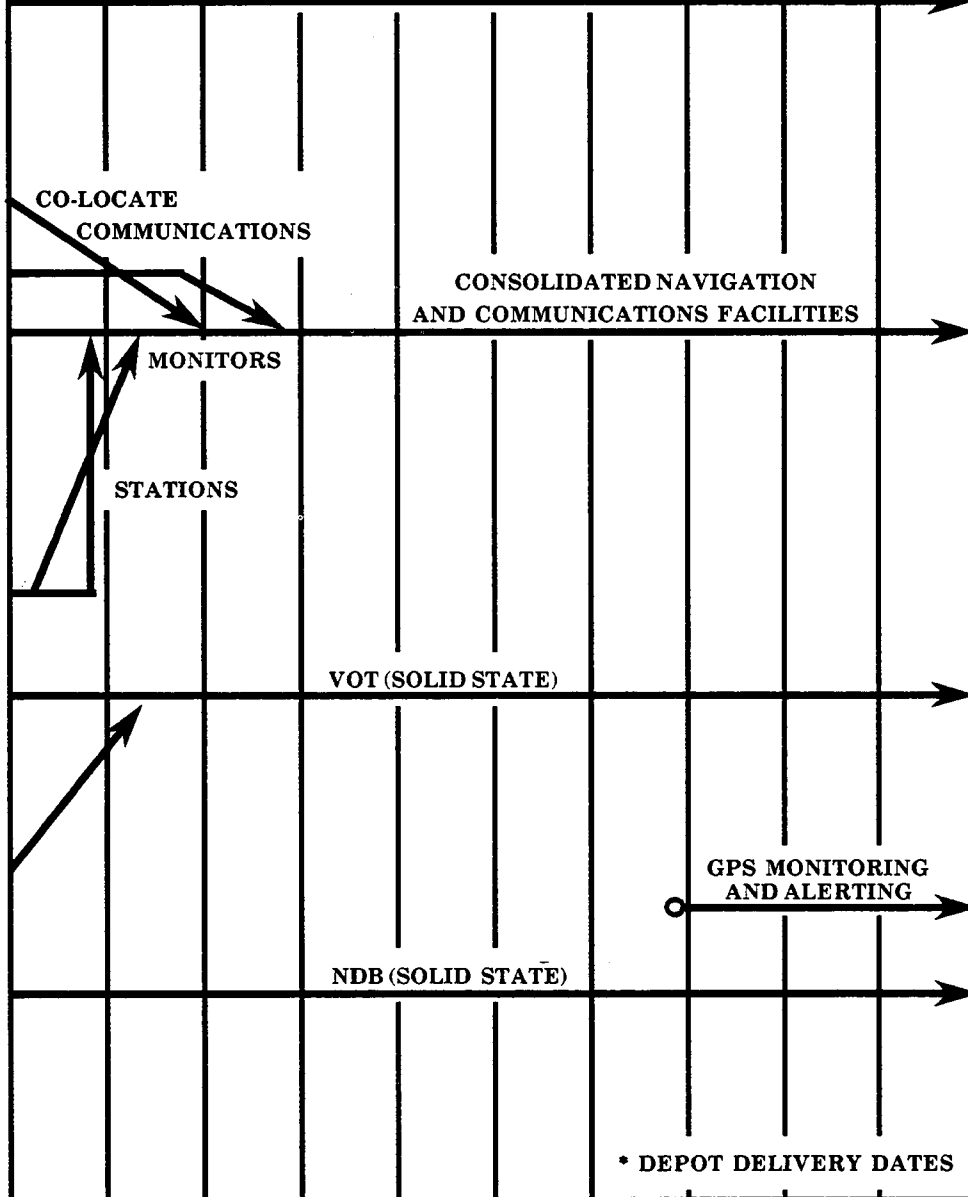 CO-LOCATE
COMMUNICATIONS
CONSOLIDATED NAVIGATION
AND COMMUNICATIONS FACILITIES
MONITORS
STATIONS
VOT (SOLID STATE)
GPS MONITORING
AND ALERTING
NDB (SOLID STATE)
* DEPOT DELIVERY DATES